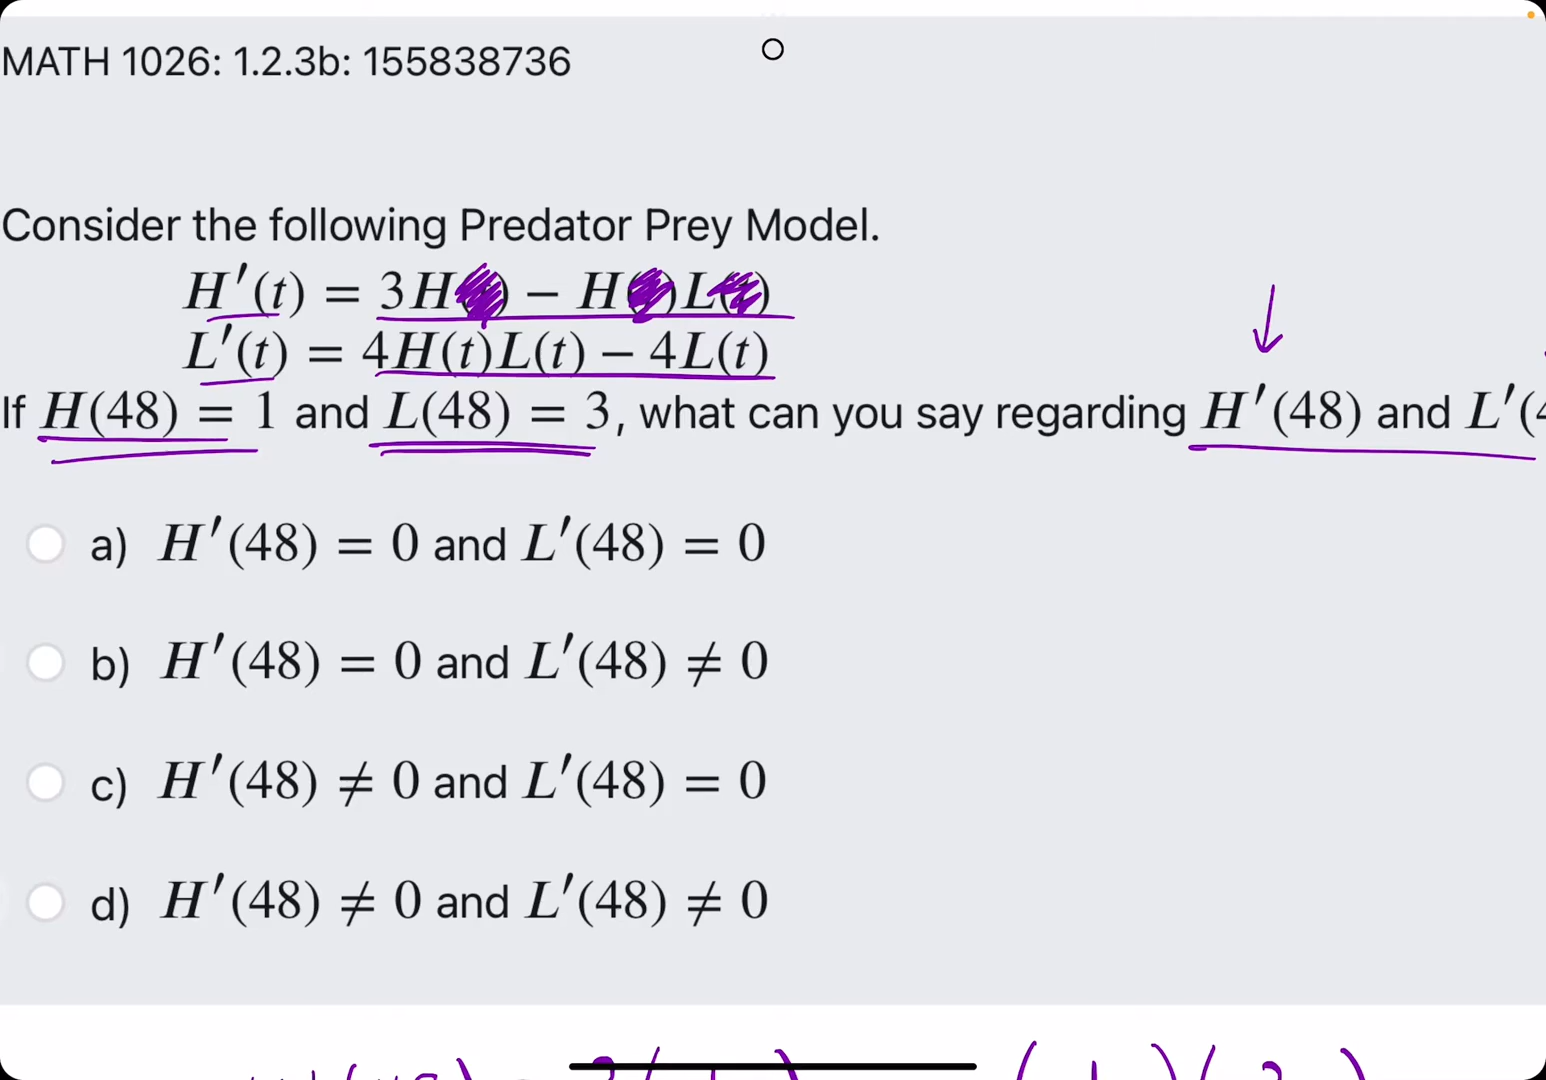 MATH 1026: 1.2.3b: 155838736
Consider the following Predator Prey Model.
H′(t) = 3H(t) − H(t)L(t)
L′(t) = 4H(t)L(t) − 4L(t)
If H(48) = 1 and L(48) = 3, what can you say regarding H′(48) and L′(4
a) H′(48) = 0 and L′(48) = 0
b) H′(48) = 0 and L′(48) ≠ 0
c) H′(48) ≠ 0 and L′(48) = 0
d) H′(48) ≠ 0 and L′(48) ≠ 0